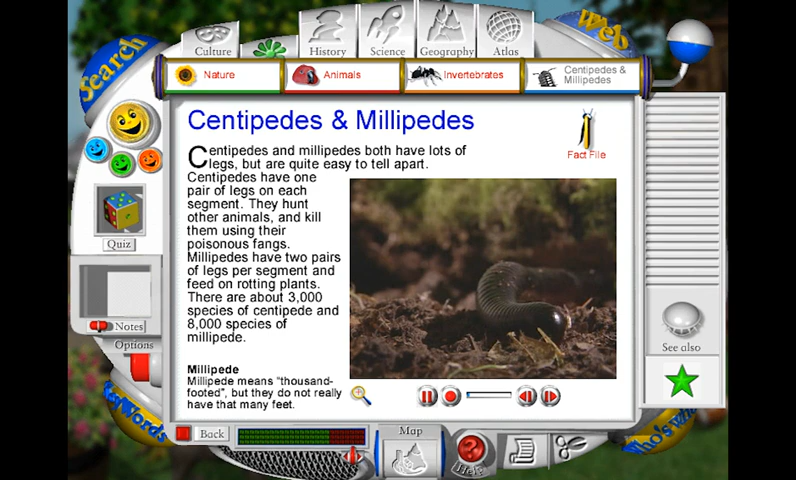 Search
Culture
History
Science
Geography
Atlas
Web
Nature
Animals
Invertebrates
Centipedes &
Millipedes
Centipedes & Millipedes
Fact File
Centipedes and millipedes both have lots of
legs, but are quite easy to tell apart.
Centipedes have one
pair of legs on each
segment. They hunt
other animals, and kill
them using their
poisonous fangs.
Millipedes have two pairs
of legs per segment and
feed on rotting plants.
There are about 3,000
species of centipede and
8,000 species of
millipede.
Millipede
Millipede means "thousand-
footed", but they do not really
have that many feet.
Quiz
Notes
Options
See also
Back
Map
Help
Words
Who's who